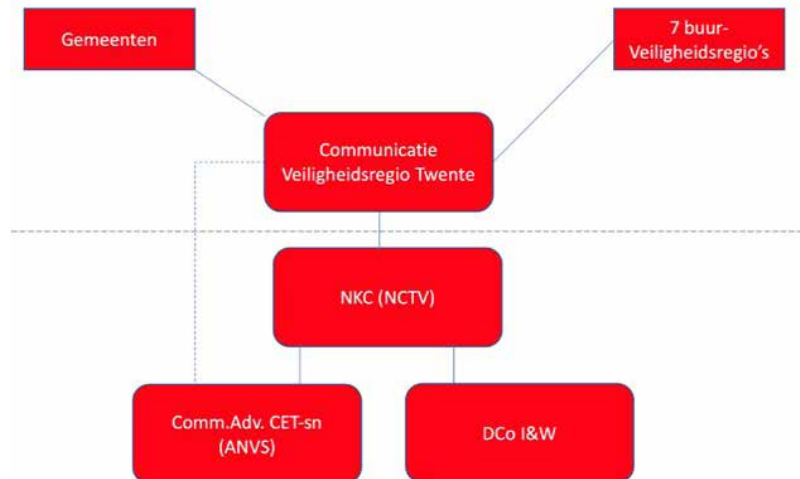 Gemeenten
7 buur-
Veiligheidsregio's
Communicatie
Veiligheidsregio Twente
NKC (NCTV)
Comm.Adv. CET-sn
(ANVS)
DCo I&W